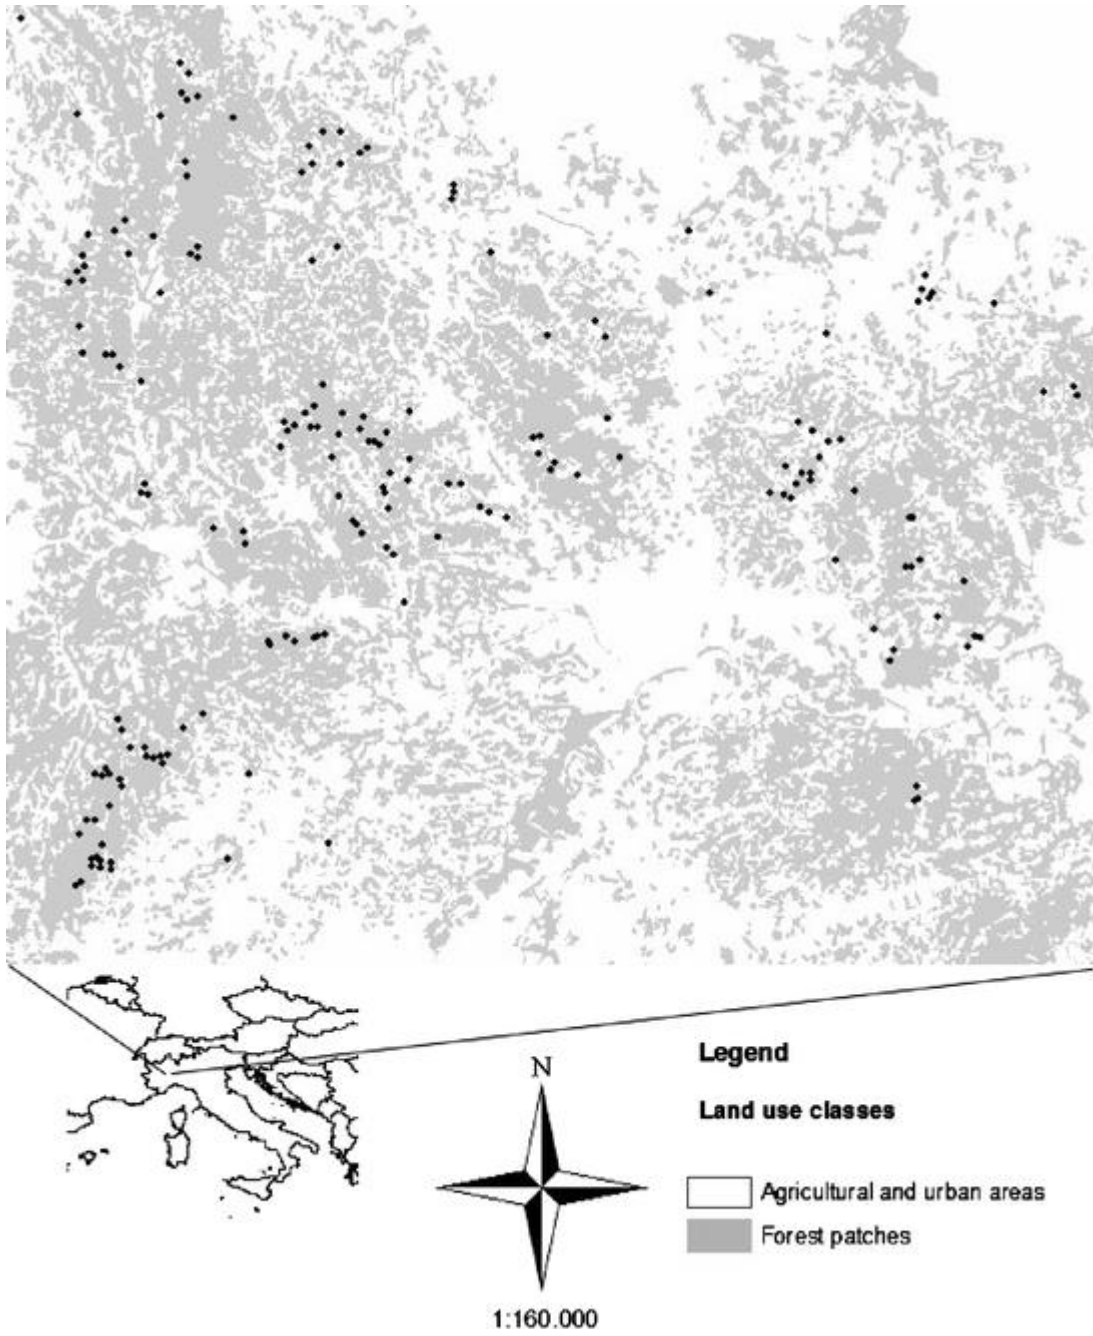 N
1:160.000
Legend
Land use classes
Agricultural and urban areas
Forest patches